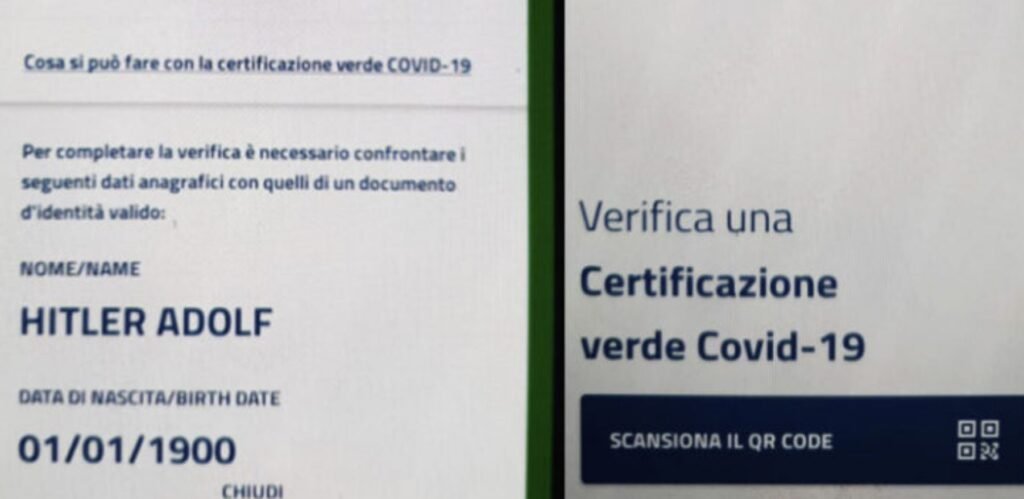 Cosa si può fare con la certificazione verde COVID-19
Per completare la verifica è necessario confrontare i
seguenti dati anagrafici con quelli di un documento
d'identità valido:
NOME/NAME
HITLER ADOLF
DATA DI NASCITA/BIRTH DATE
01/01/1900
CHIUDI
Verifica una
Certificazione
verde Covid-19
SCANSIONA IL QR CODE